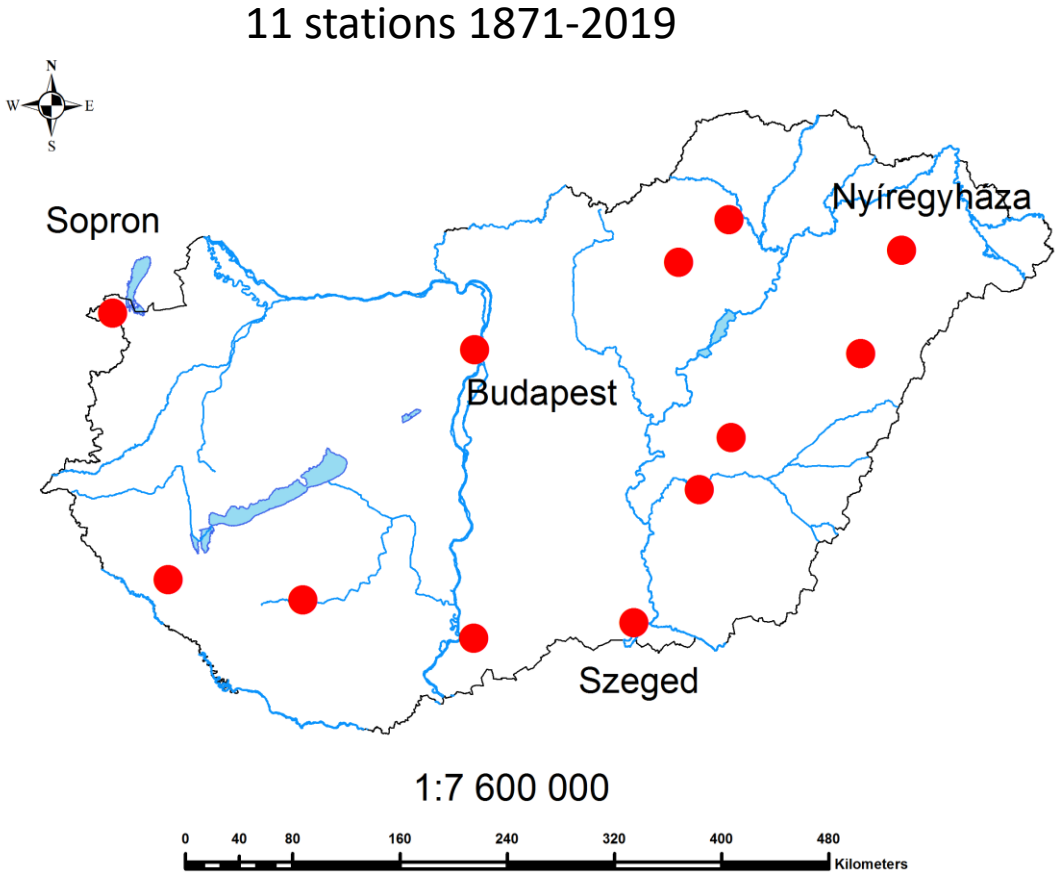 11 stations 1871-2019
N
W E
S
Sopron
Nyíregyháza
Budapest
Szeged
1:7 600 000
0 40 80 160 240 320 400 480
Kilometers